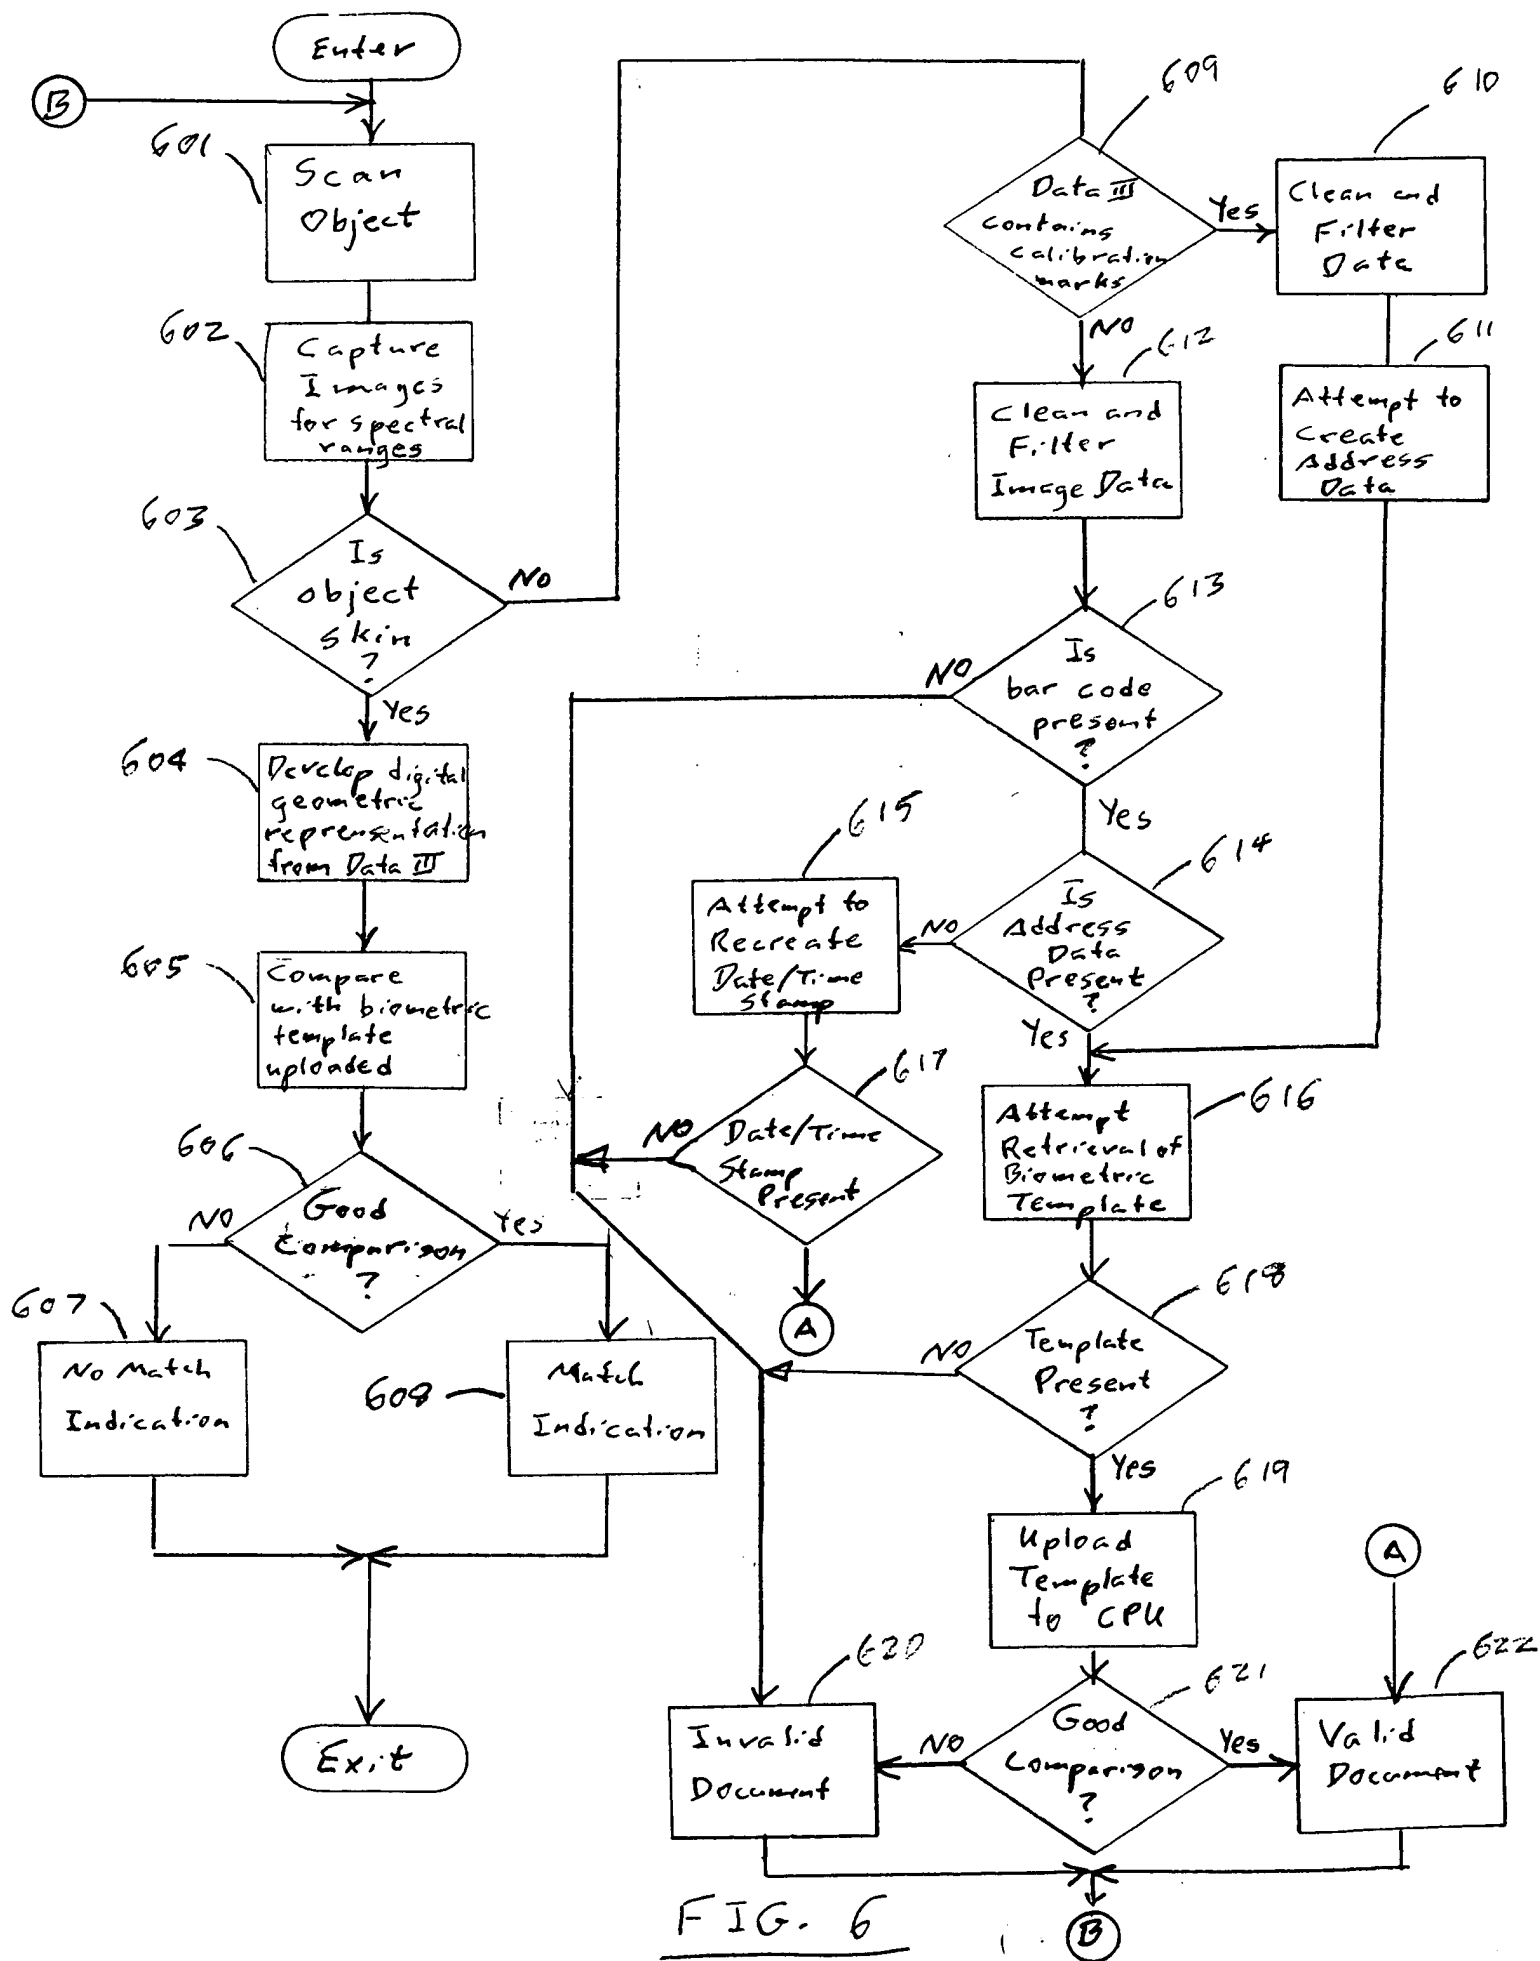 Enter
B
601
Scan
Object
602
Capture
Images
for spectral
ranges
603
Is
object
skin
?
NO
Yes
604
Develop digital
geometric
reprensentation
from Data III
605
Compare
with biometric
template
uploaded
606
Good
Comparison
?
NO
Yes
607
No Match
Indication
608
Match
Indication
Exit
609
Data III
contains
calibration
marks
Yes
NO
610
Clean and
Filter
Data
611
Attempt to
Create
Address
Data
612
Clean and
Filter
Image Data
613
Is
bar code
present
?
NO
Yes
614
Is
Address
Data
Present
?
NO
Yes
615
Attempt to
Recreate
Date/Time
Stamp
617
Date/Time
Stamp
Present
NO
A
616
Attempt
Retrieval of
Biometric
Template
618
Template
Present
?
NO
Yes
619
Upload
Template
to CPU
A
620
Invalid
Document
621
Good
Comparison
?
NO
Yes
622
Valid
Document
B
FIG. 6